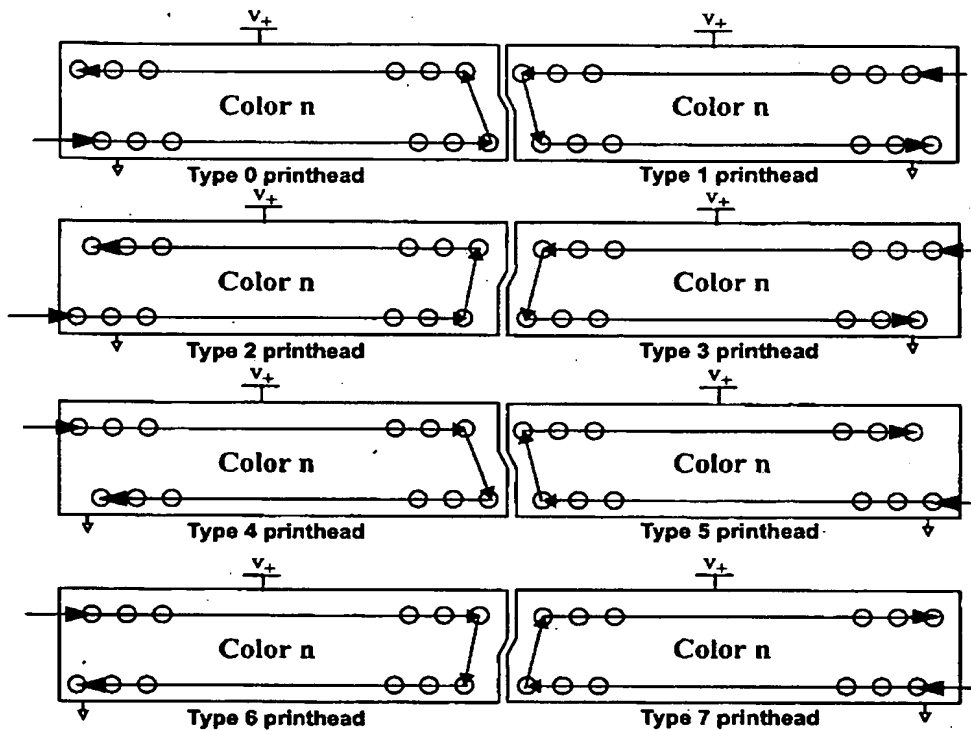 V+ V+
Color n Color n
Type 0 printhead Type 1 printhead
V+ V+
Color n Color n
Type 2 printhead Type 3 printhead
V+ V+
Color n Color n
Type 4 printhead Type 5 printhead
V+ V+
Color n Color n
Type 6 printhead Type 7 printhead